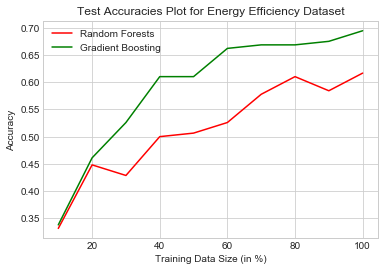 Test Accuracies Plot for Energy Efficiency Dataset
Random Forests
Gradient Boosting
0.70
0.65
0.60
0.55
0.50
0.45
0.40
0.35
Accuracy
20 40 60 80 100
Training Data Size (in %)